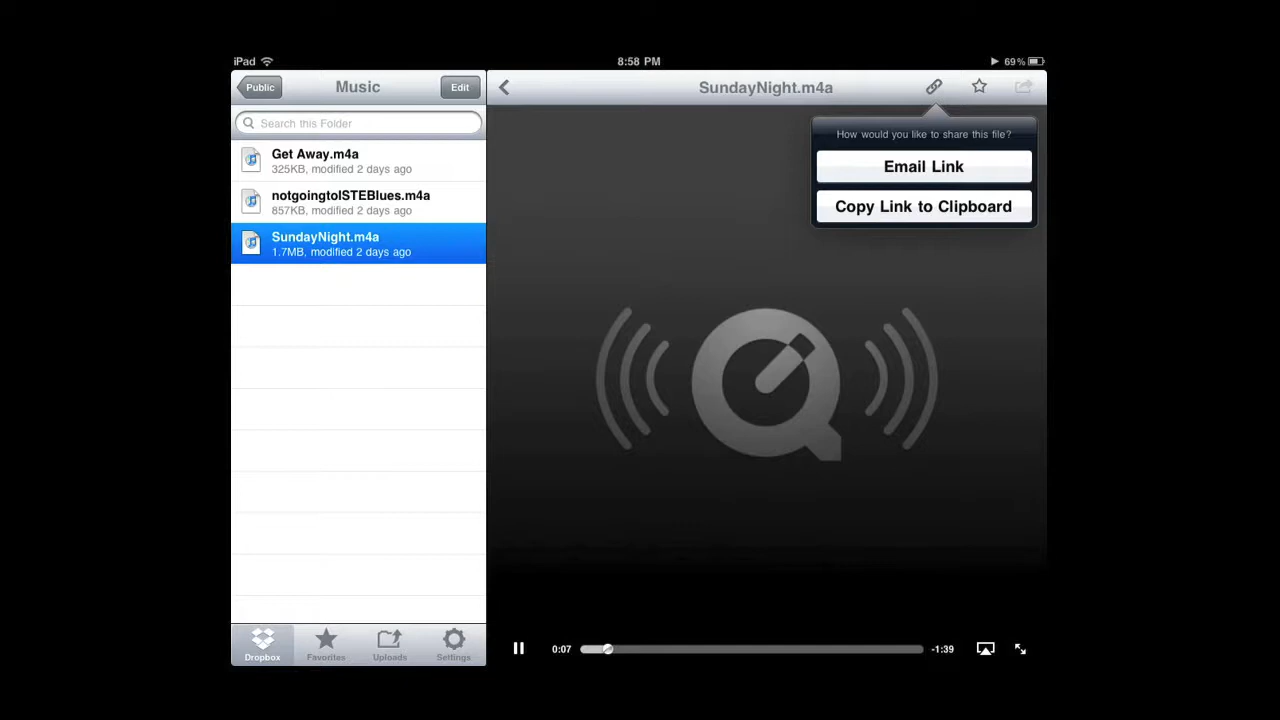 iPad
8:58 PM
69%
Public
Music
Edit
SundayNight.m4a
Search this Folder
How would you like to share this file?
Email Link
Copy Link to Clipboard
Get Away.m4a
325KB, modified 2 days ago
notgoingtoISTEBlues.m4a
857KB, modified 2 days ago
SundayNight.m4a
1.7MB, modified 2 days ago
0:07
-1:39
Dropbox
Favorites
Uploads
Settings